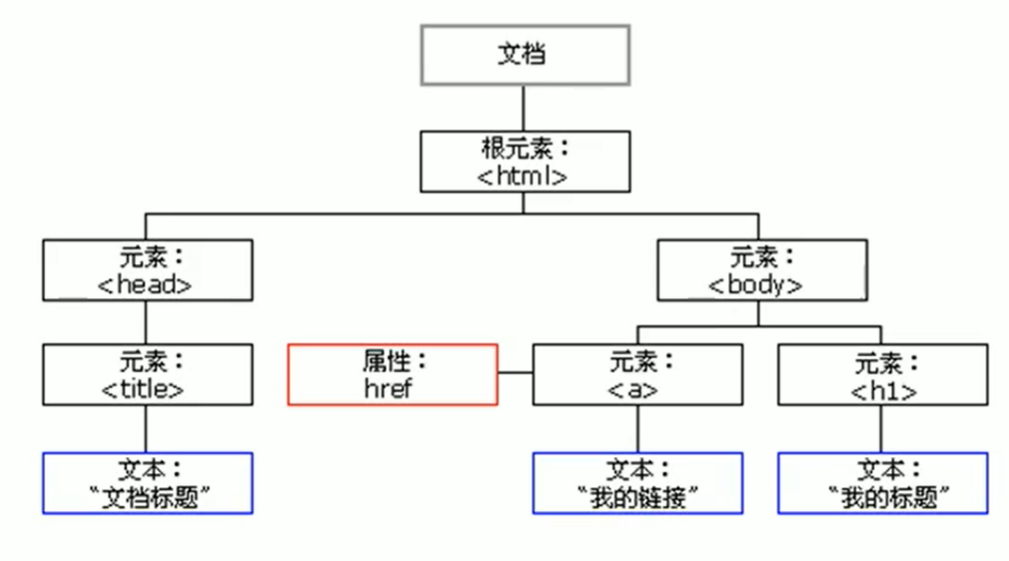 文档
根元素：
<html>
元素：
<head>
元素：
<body>
元素：
<title>
属性：
href
元素：
<a>
元素：
<h1>
文本：
“文档标题”
文本：
“我的链接”
文本：
“我的标题”